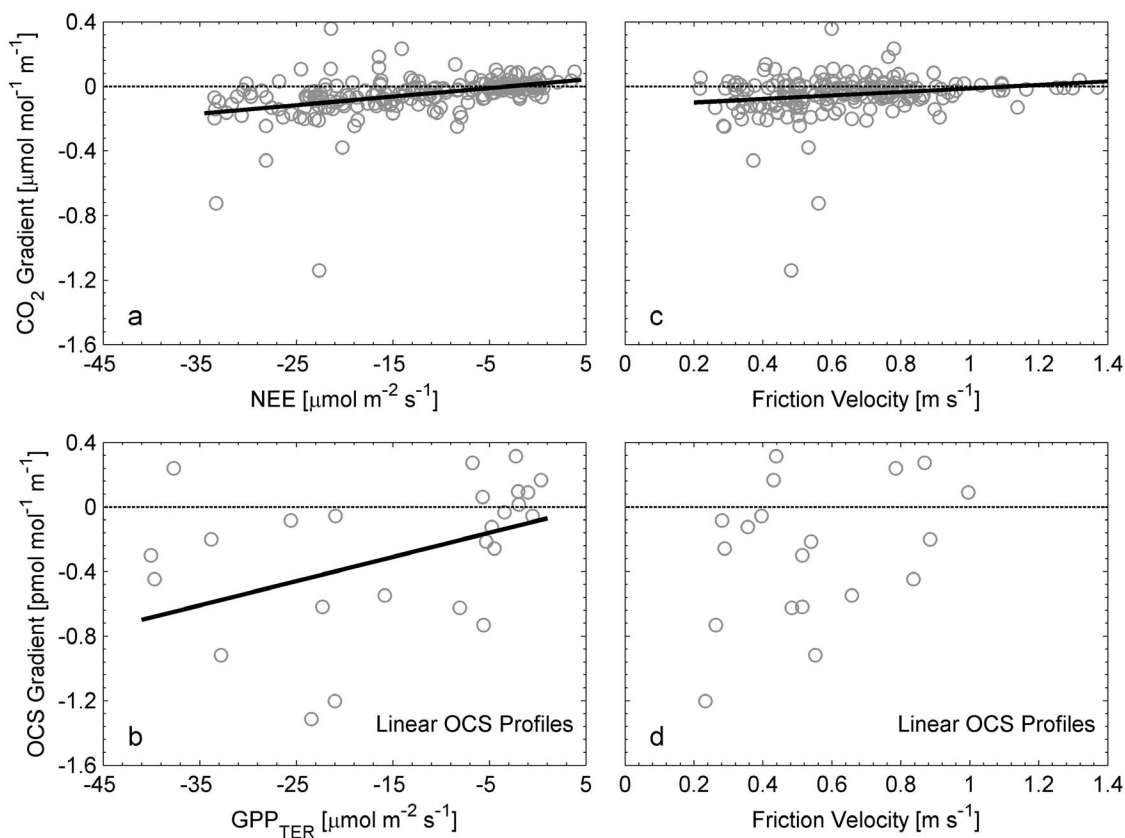 0.4
0
-0.4
-0.8
-1.2
-1.6
CO2 Gradient [μmol mol-1 m-1]
a
-45 -35 -25 -15 -5 5
NEE [μmol m-2 s-1]
c
0 0.2 0.4 0.6 0.8 1 1.2 1.4
Friction Velocity [m s-1]
0.4
0
-0.4
-0.8
-1.2
-1.6
OCS Gradient [pmol mol-1 m-1]
b
Linear OCS Profiles
-45 -35 -25 -15 -5 5
GPPTER [μmol m-2 s-1]
d
Linear OCS Profiles
0 0.2 0.4 0.6 0.8 1 1.2 1.4
Friction Velocity [m s-1]